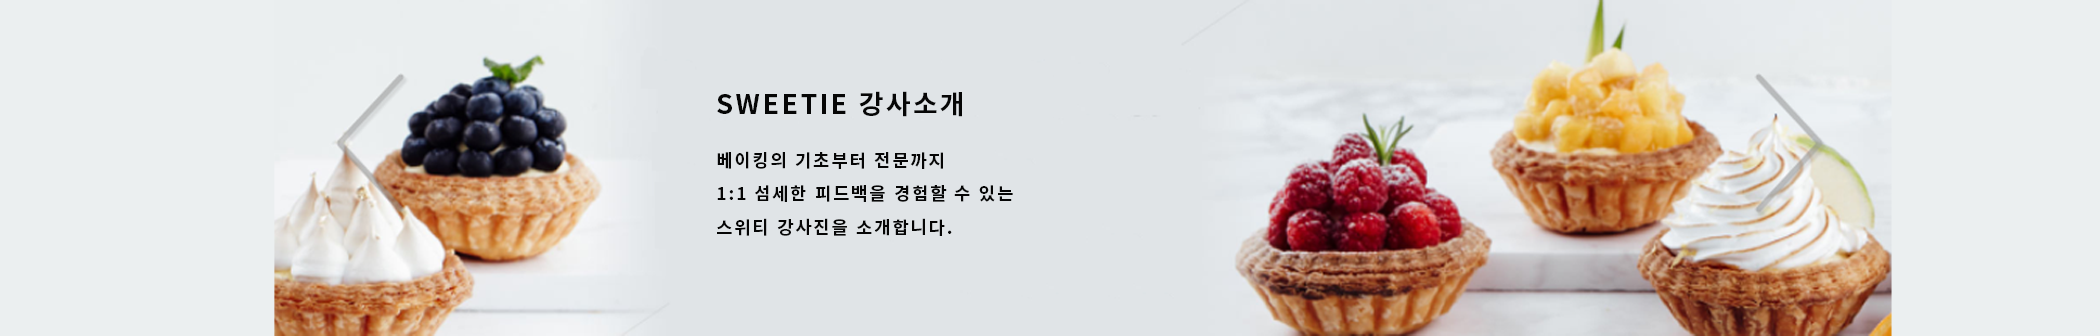 SWEETIE 강사소개
베이킹의 기초부터 전문까지
1:1 섬세한 피드백을 경험할 수 있는
스위티 강사진을 소개합니다.